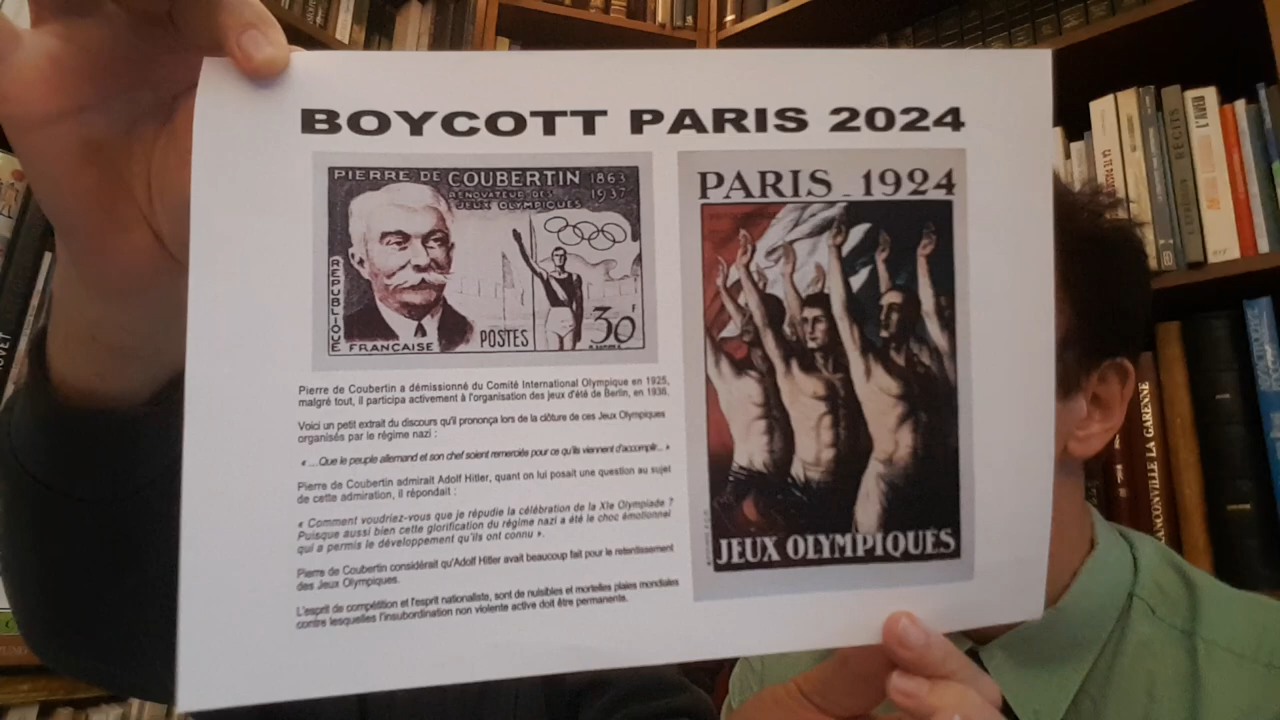 BOYCOTT PARIS 2024
PIERRE DE COUBERTIN 1863
RÉNOVATEUR DES 1937
JEUX OLYMPIQUES
RÉPUBLIQUE
FRANÇAISE
POSTES
30F
PARIS _ 1924
JEUX OLYMPIQUES
Pierre de Coubertin a démissionné du Comité International Olympique en 1925,
malgré tout, il participa activement à l'organisation des jeux d'été de Berlin, en 1936.
Voici un petit extrait du discours qu'il prononça lors de la clôture de ces Jeux Olympiques
organisés par le régime nazi :
« ...Que le peuple allemand et son chef soient remerciés pour ce qu'ils viennent d'accomplir... »
Pierre de Coubertin admirait Adolf Hitler, quant on lui posait une question au sujet
de cette admiration, il répondait :
« Comment voudriez-vous que je répudie la célébration de la XIe Olympiade ?
Puisque aussi bien cette glorification du régime nazi a été le choc émotionnel
qui a permis le développement qu'ils ont connu ».
Pierre de Coubertin considérait qu'Adolf Hitler avait beaucoup fait pour le retentissement
des Jeux Olympiques.
L'esprit de compétition et l'esprit nationaliste, sont de nuisibles et mortelles plaies mondiales
contre lesquelles l'insubordination non violente active doit être permanente.
RÉCITS
L'AVEU
ANCONVILLE LA GARENNE